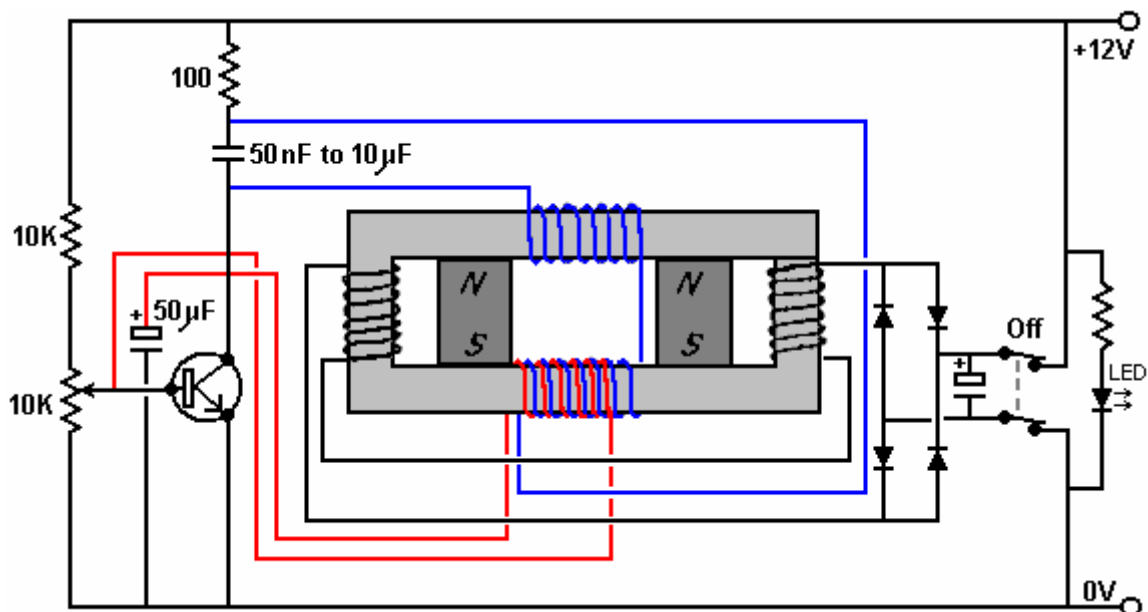 +12V
100
50nF to 10µF
10K
N
N
+
50µF
S
S
Off
+
LED
10K
0V